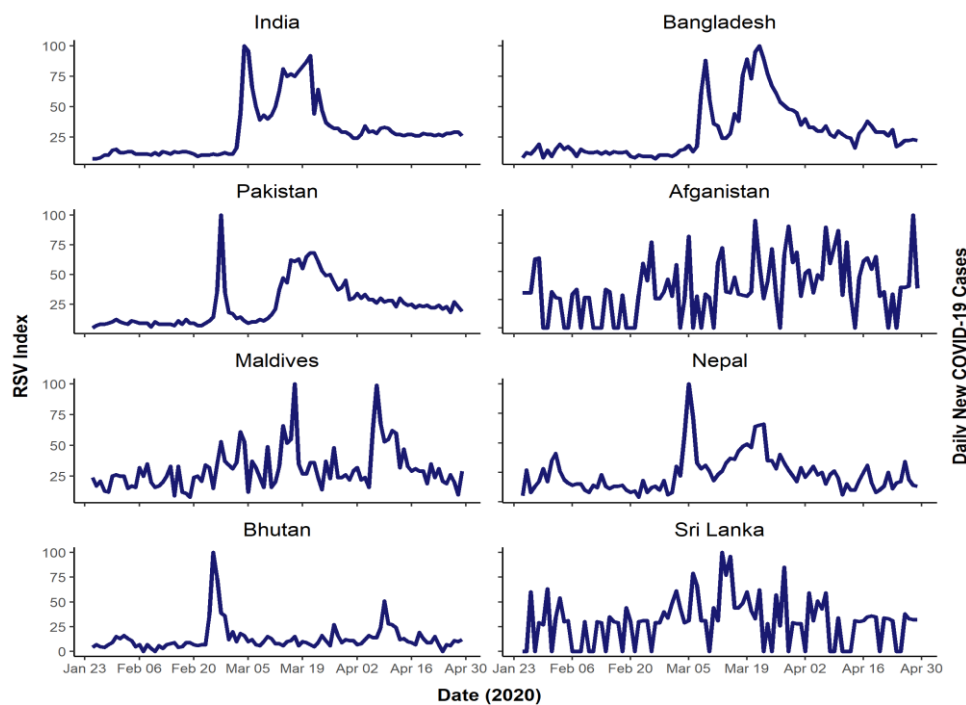 India
Bangladesh
100
75
50
25
Pakistan
Afganistan
100
75
50
25
Maldives
Nepal
100
75
50
25
Bhutan
Sri Lanka
100
75
50
25
0
RSV Index
Daily New COVID-19 Cases
Jan 23 Feb 06 Feb 20 Mar 05 Mar 19 Apr 02 Apr 16 Apr 30
Jan 23 Feb 06 Feb 20 Mar 05 Mar 19 Apr 02 Apr 16 Apr 30
Date (2020)